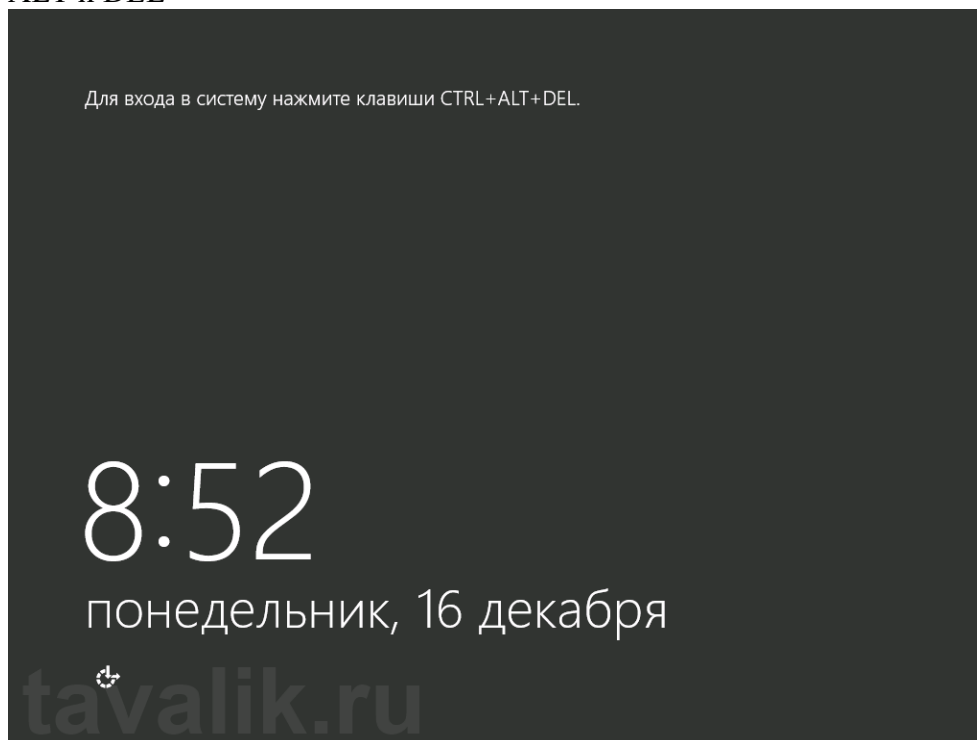 Для входа в систему нажмите клавиши CTRL+ALT+DEL.
8:52
понедельник, 16 декабря
tavalik.ru